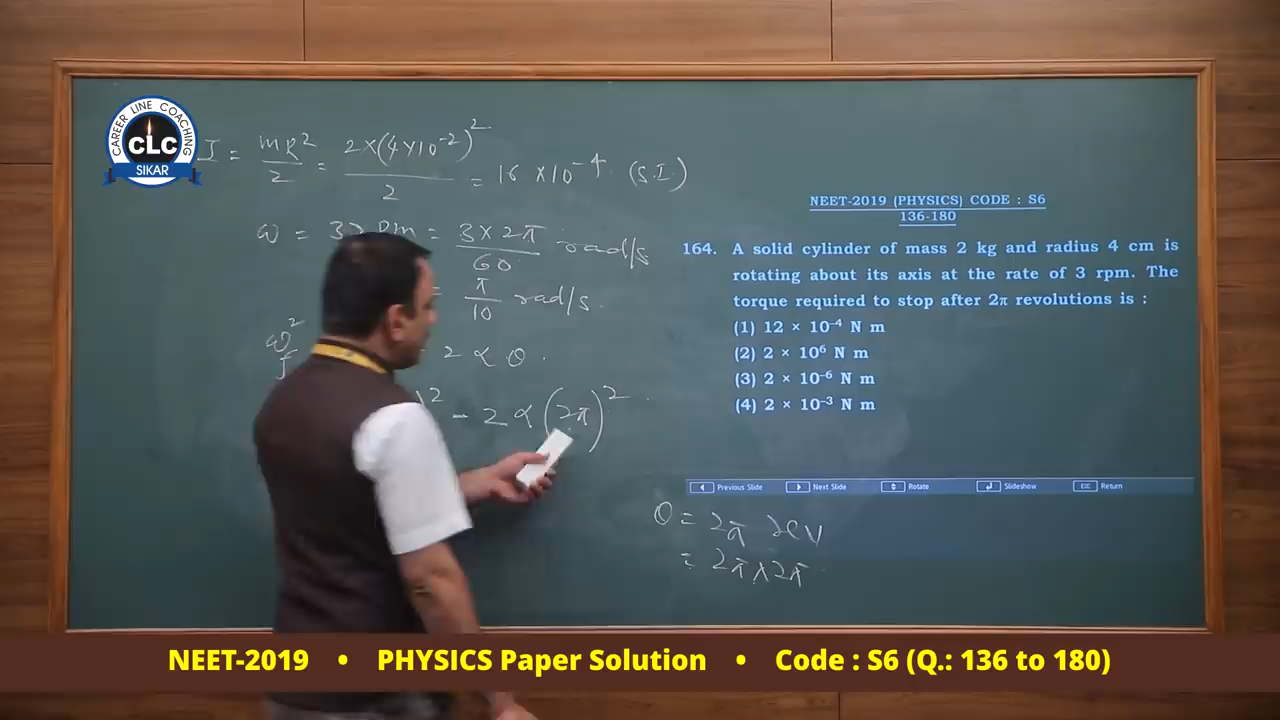 CAREER LINE COACHING
CLC
SIKAR
I = mR²/2 = 2×(4×10⁻²)²/2 = 16 ×10⁻⁴ (S.I)
ω = 3 = 3×2π/60 rad/s
= π/10 rad/s.
ω_f² 2 α θ.
)² = 2 α (2π)²
NEET-2019 (PHYSICS) CODE : S6
136-180
164. A solid cylinder of mass 2 kg and radius 4 cm is
rotating about its axis at the rate of 3 rpm. The
torque required to stop after 2π revolutions is :
(1) 12 × 10⁻⁴ N m
(2) 2 × 10⁶ N m
(3) 2 × 10⁻⁶ N m
(4) 2 × 10⁻³ N m
Previous Slide Next Slide Rotate Slideshow ESC Return
θ = 2π rev
= 2π×2π
NEET-2019 • PHYSICS Paper Solution • Code : S6 (Q.: 136 to 180)